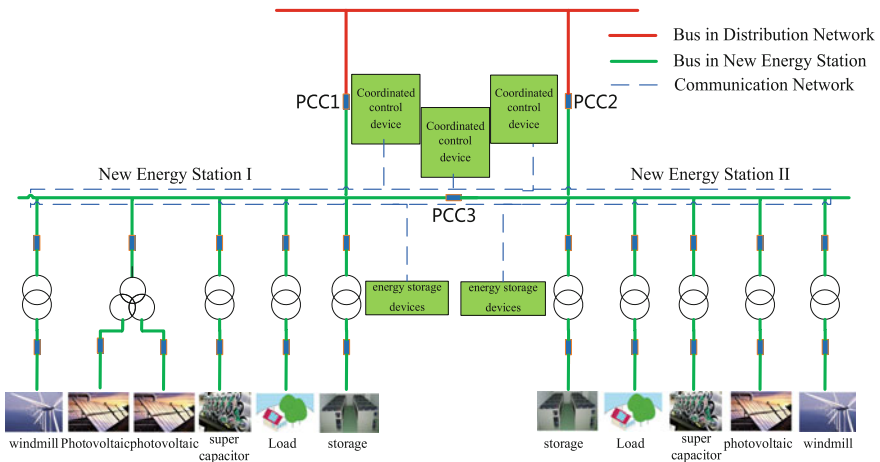 Bus in Distribution Network
Bus in New Energy Station
Communication Network
PCC1
Coordinated
control
device
Coordinated
control
device
Coordinated
control
device
PCC2
New Energy Station I
New Energy Station II
PCC3
energy storage
devices
energy storage
devices
windmill
Photovoltaic
photovoltaic
super
capacitor
Load
storage
storage
Load
super
capacitor
photovoltaic
windmill